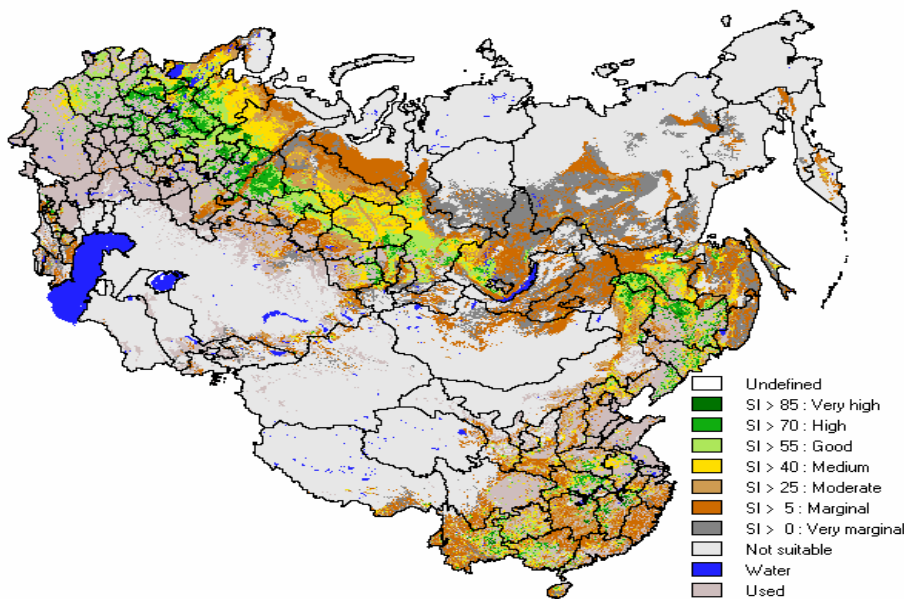 Undefined
SI > 85 : Very high
SI > 70 : High
SI > 55 : Good
SI > 40 : Medium
SI > 25 : Moderate
SI > 5 : Marginal
SI > 0 : Very marginal
Not suitable
Water
Used